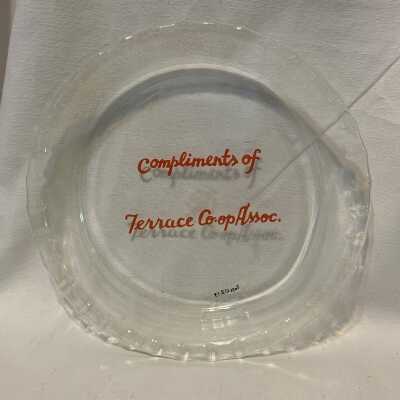 Compliments of
Terrace Co-op Assoc.